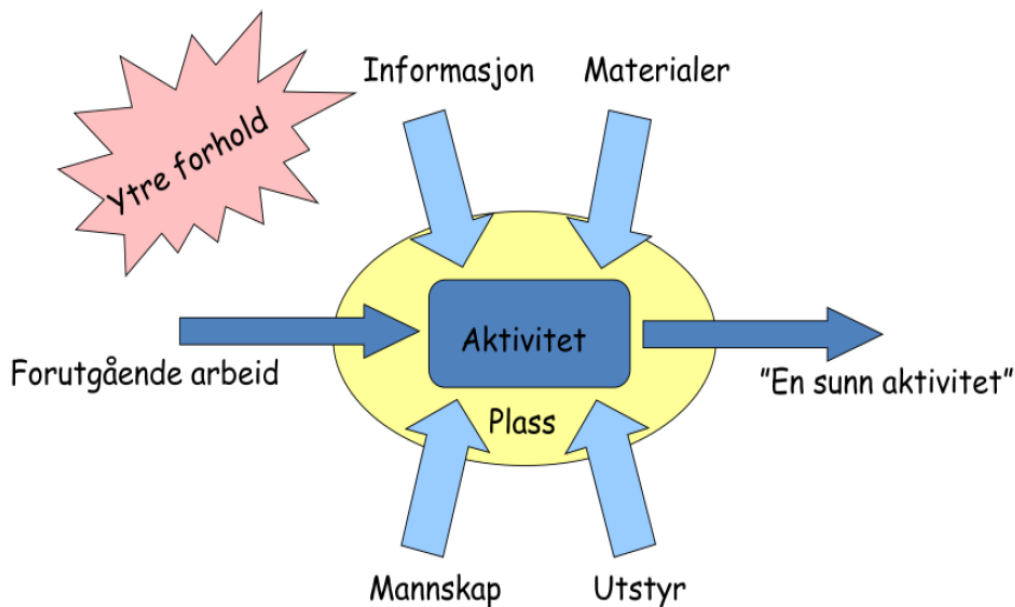 Informasjon
Materialer
Ytre forhold
Aktivitet
Forutgående arbeid
"En sunn aktivitet"
Plass
Mannskap
Utstyr